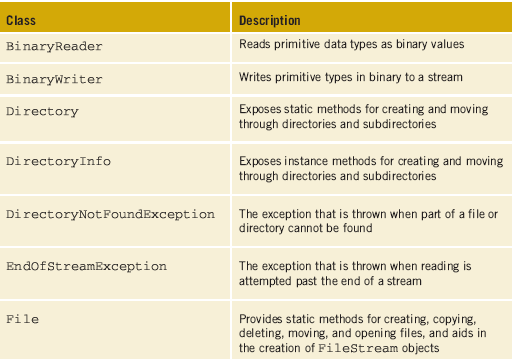 Class Description
BinaryReader Reads primitive data types as binary values
BinaryWriter Writes primitive types in binary to a stream
Directory Exposes static methods for creating and moving
through directories and subdirectories
DirectoryInfo Exposes instance methods for creating and moving
through directories and subdirectories
DirectoryNotFoundException The exception that is thrown when part of a file or
directory cannot be found
EndOfStreamException The exception that is thrown when reading is
attempted past the end of a stream
File Provides static methods for creating, copying,
deleting, moving, and opening files, and aids in
the creation of FileStream objects